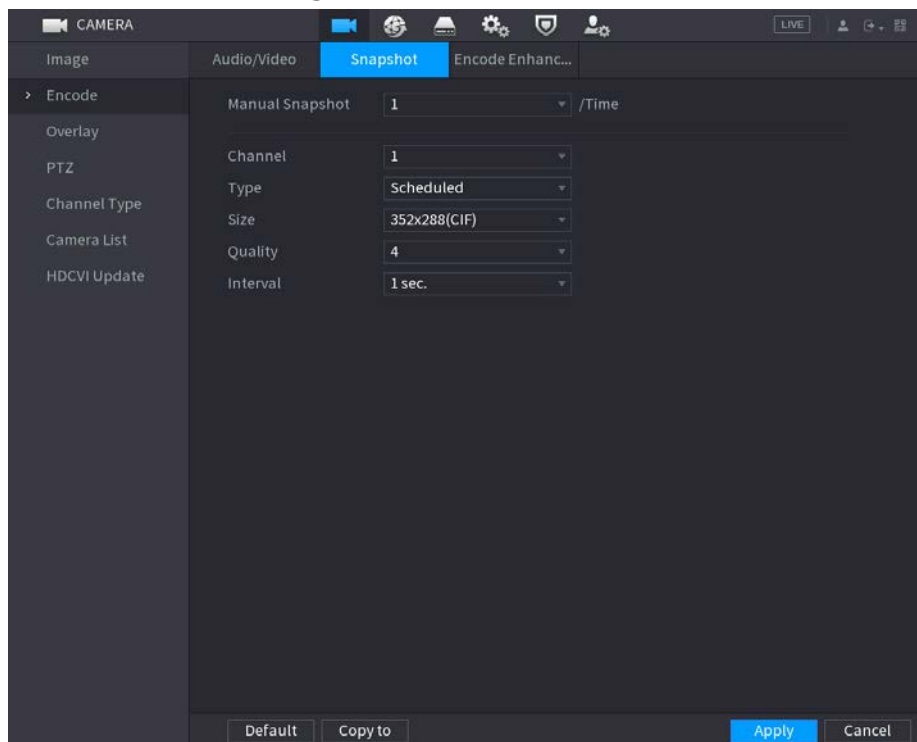 CAMERA
LIVE
Image
Audio/Video
Snapshot
Encode Enhanc...
Encode
Manual Snapshot
1
/Time
Overlay
PTZ
Channel
1
Type
Scheduled
Channel Type
Size
352x288(CIF)
Camera List
Quality
4
HDCVI Update
Interval
1 sec.
Default
Copy to
Apply
Cancel